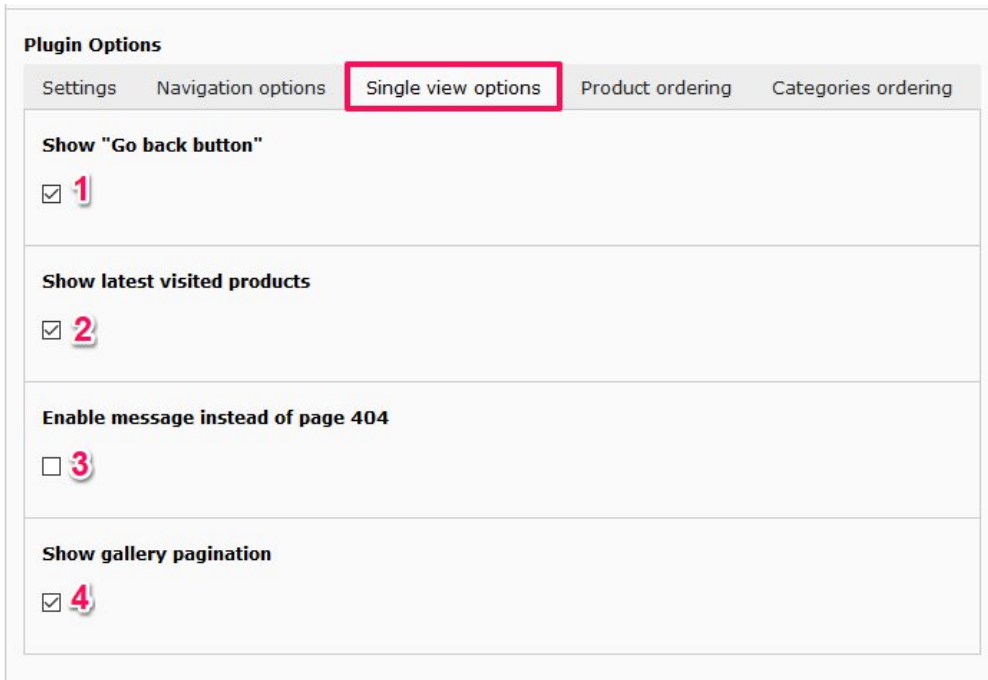 Plugin Options
Settings Navigation options Single view options Product ordering Categories ordering
Show "Go back button"
1
Show latest visited products
2
Enable message instead of page 404
3
Show gallery pagination
4